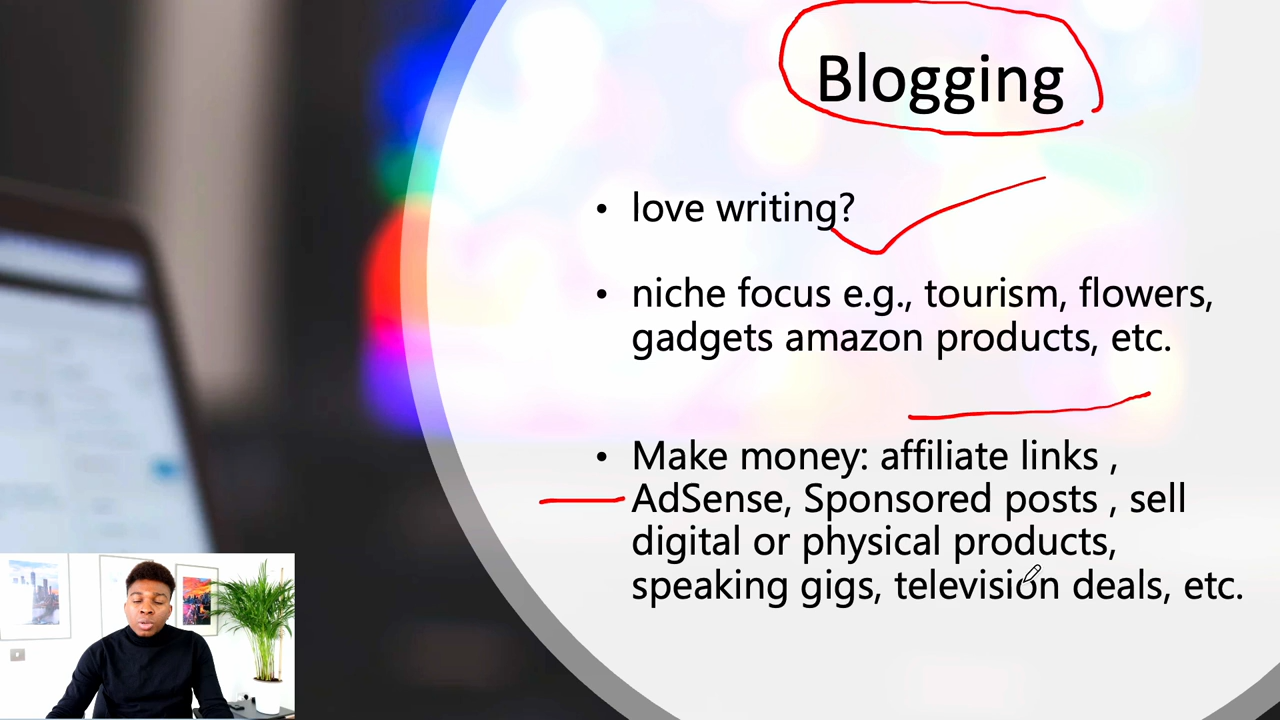 Blogging
• love writing?
• niche focus e.g., tourism, flowers,
gadgets amazon products, etc.
• Make money: affiliate links ,
AdSense, Sponsored posts , sell
digital or physical products,
speaking gigs, television deals, etc.